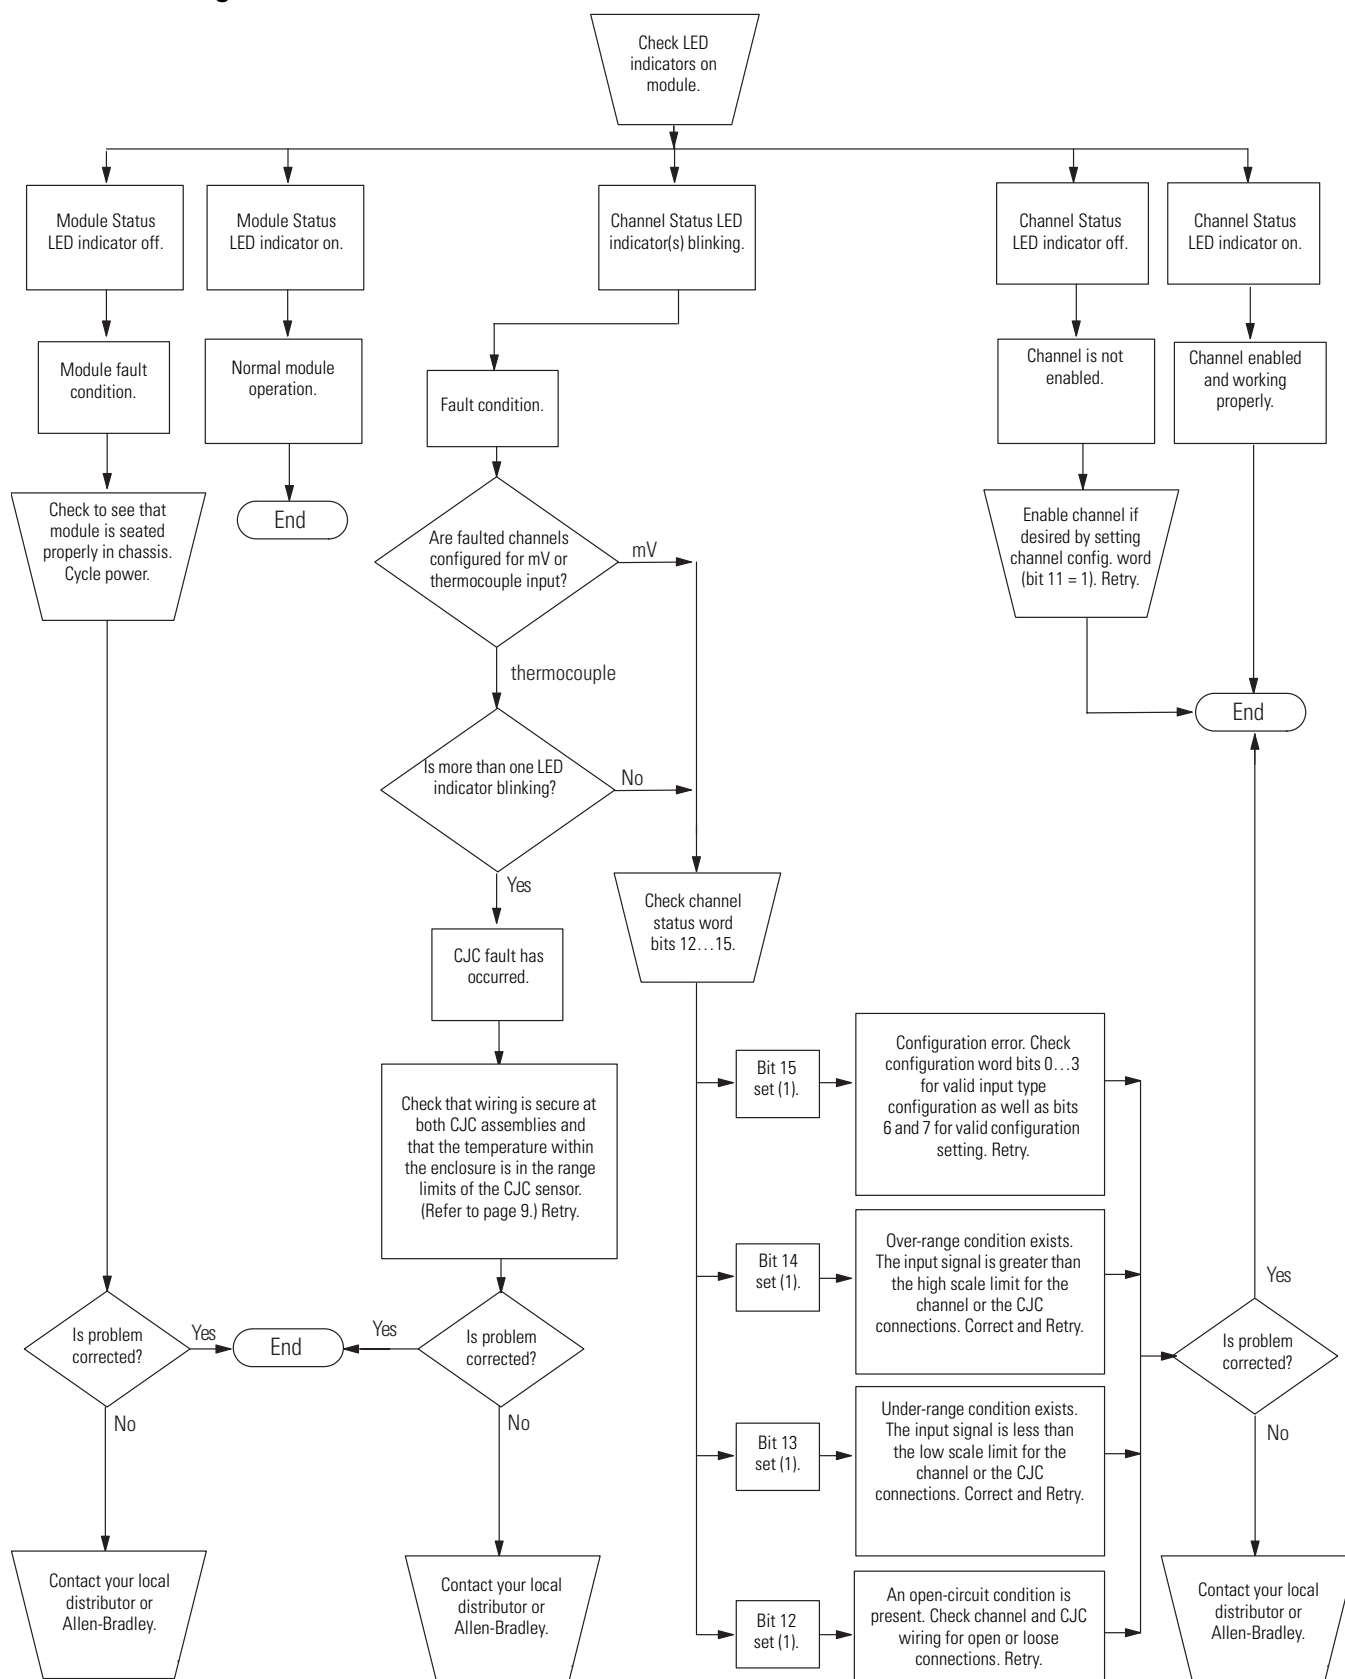 Check LED
indicators on
module.
Module Status
LED indicator off.
Module Status
LED indicator on.
Channel Status LED
indicator(s) blinking.
Channel Status
LED indicator off.
Channel Status
LED indicator on.
Module fault
condition.
Normal module
operation.
Fault condition.
Channel is not
enabled.
Channel enabled
and working
properly.
Check to see that
module is seated
properly in chassis.
Cycle power.
End
Are faulted channels
configured for mV or
thermocouple input?
mV
Enable channel if
desired by setting
channel config. word
(bit 11 = 1). Retry.
thermocouple
End
Is more than one LED
indicator blinking?
No
Yes
Check channel
status word
bits 12...15.
CJC fault has
occurred.
Check that wiring is secure at
both CJC assemblies and
that the temperature within
the enclosure is in the range
limits of the CJC sensor.
(Refer to page 9.) Retry.
Bit 15
set (1).
Configuration error. Check
configuration word bits 0...3
for valid input type
configuration as well as bits
6 and 7 for valid configuration
setting. Retry.
Bit 14
set (1).
Over-range condition exists.
The input signal is greater than
the high scale limit for the
channel or the CJC
connections. Correct and Retry.
Yes
Is problem
corrected?
Yes
End
Yes
Is problem
corrected?
Is problem
corrected?
No
No
No
Bit 13
set (1).
Under-range condition exists.
The input signal is less than
the low scale limit for the
channel or the CJC
connections. Correct and Retry.
Contact your local
distributor or
Allen-Bradley.
Contact your local
distributor or
Allen-Bradley.
Bit 12
set (1).
An open-circuit condition is
present. Check channel and CJC
wiring for open or loose
connections. Retry.
Contact your local
distributor or
Allen-Bradley.